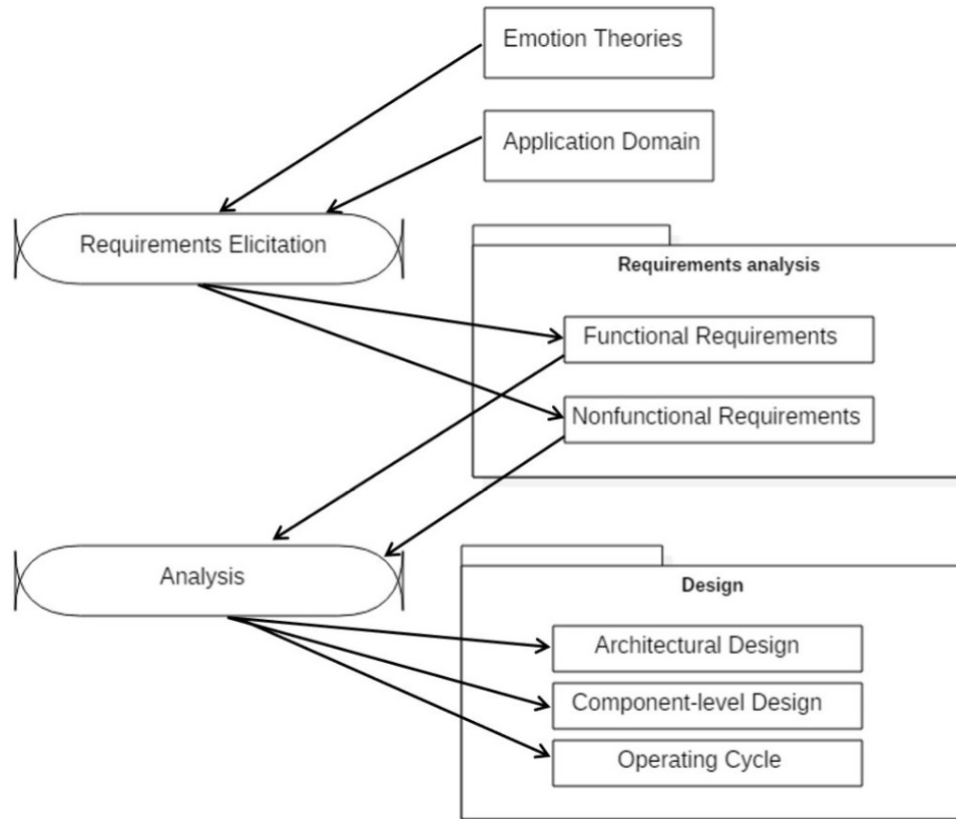 Emotion Theories
Application Domain
Requirements Elicitation
Requirements analysis
Functional Requirements
Nonfunctional Requirements
Analysis
Design
Architectural Design
Component-level Design
Operating Cycle